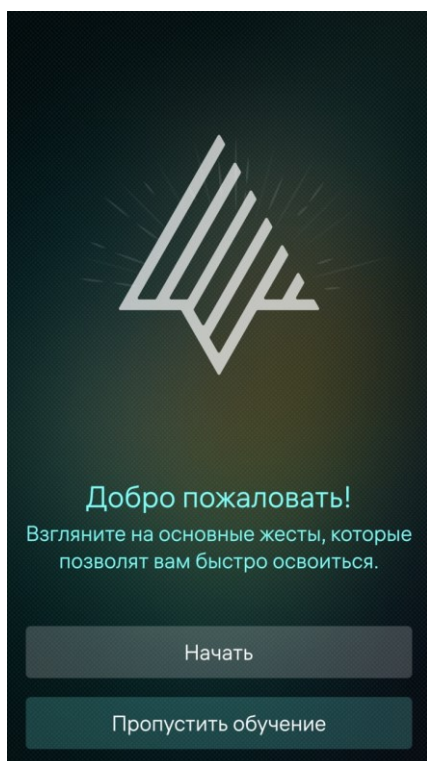 Добро пожаловать!
Взгляните на основные жесты, которые
позволят вам быстро освоиться.
Начать
Пропустить обучение